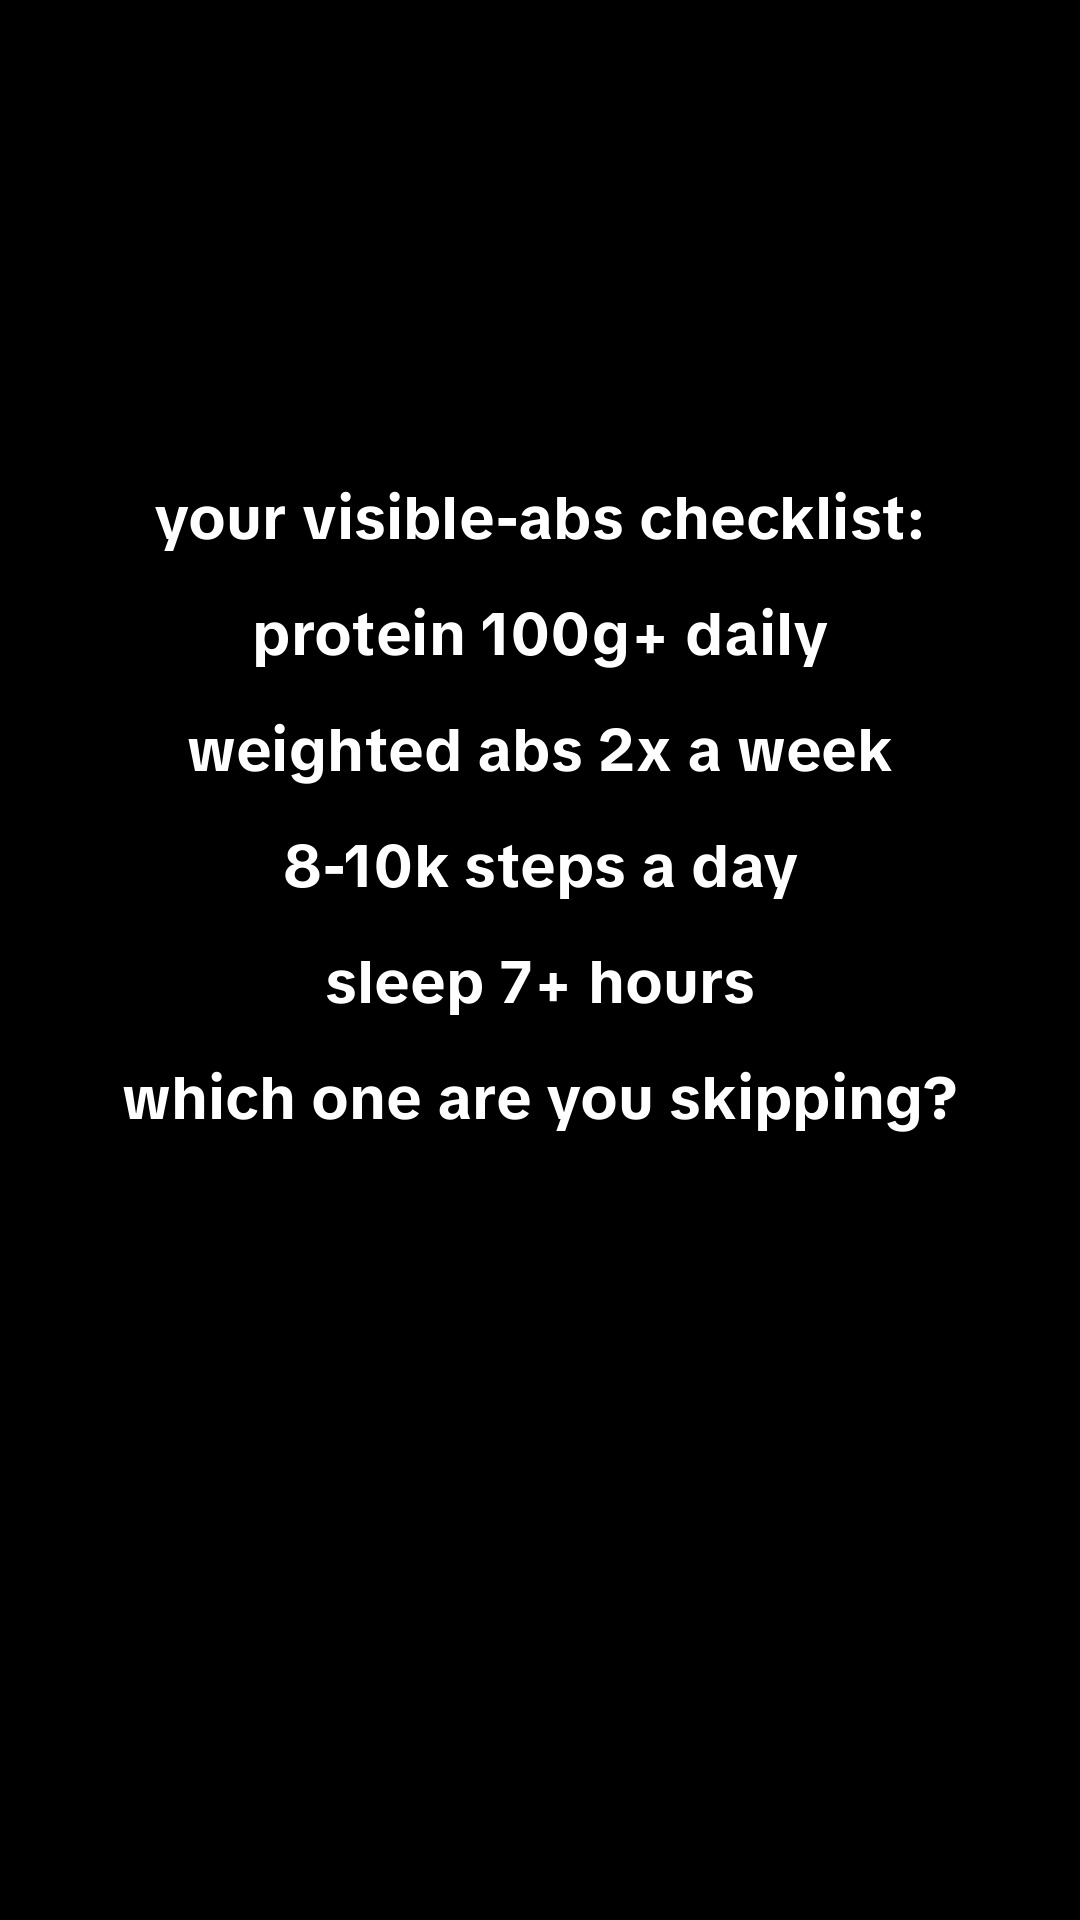 your visible-abs checklist:
protein 100g+ daily
weighted abs 2x a week
8-10k steps a day
sleep 7+ hours
which one are you skipping?